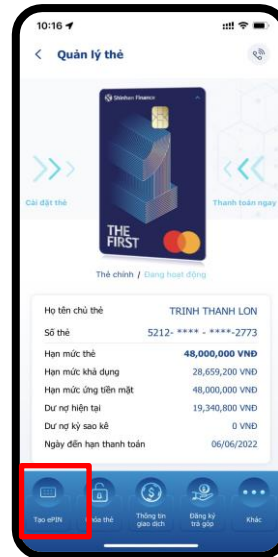 10:16
Quản lý thẻ
Shinhan Finance
Cài đặt thẻ
Thanh toán ngay
THE
FIRST
Thẻ chính / Đang hoạt động
Họ tên chủ thẻ TRINH THANH LON
Số thẻ 5212- **** - ****-2773
Hạn mức thẻ 48,000,000 VNĐ
Hạn mức khả dụng 28,659,200 VNĐ
Hạn mức ứng tiền mặt 48,000,000 VNĐ
Dư nợ hiện tại 19,340,800 VNĐ
Dư nợ kỳ sao kê 0 VNĐ
Ngày đến hạn thanh toán 06/06/2022
Tạo ePIN
Khóa thẻ
Thông tin
giao dịch
Đăng ký
trả góp
Khác